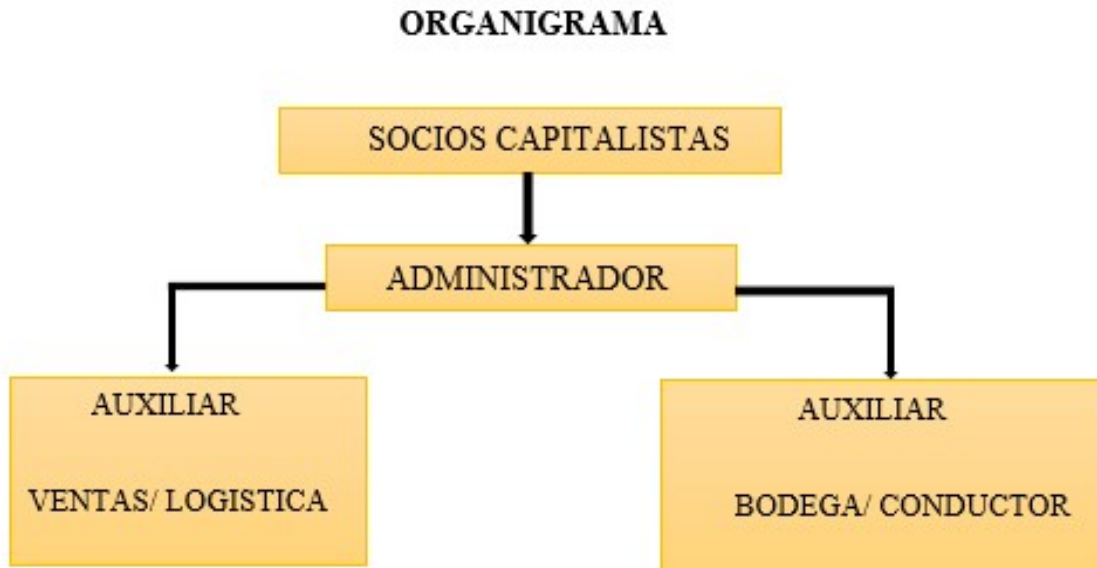 ORGANIGRAMA
SOCIOS CAPITALISTAS
ADMINISTRADOR
AUXILIAR
VENTAS/ LOGISTICA
AUXILIAR
BODEGA/ CONDUCTOR